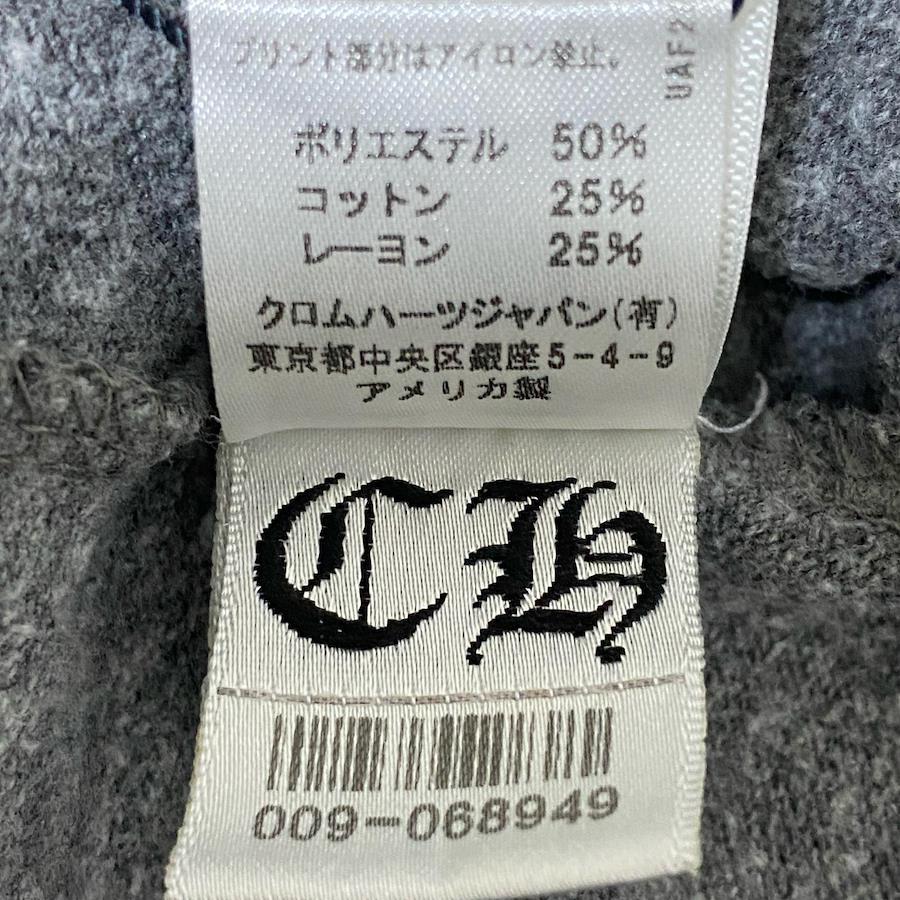 プリント部分はアイロン禁止。
UAF2
ポリエステル 50%
コットン 25%
レーヨン 25%
クロムハーツジャパン(有)
東京都中央区銀座5-4-9
アメリカ製
CH
009-068949